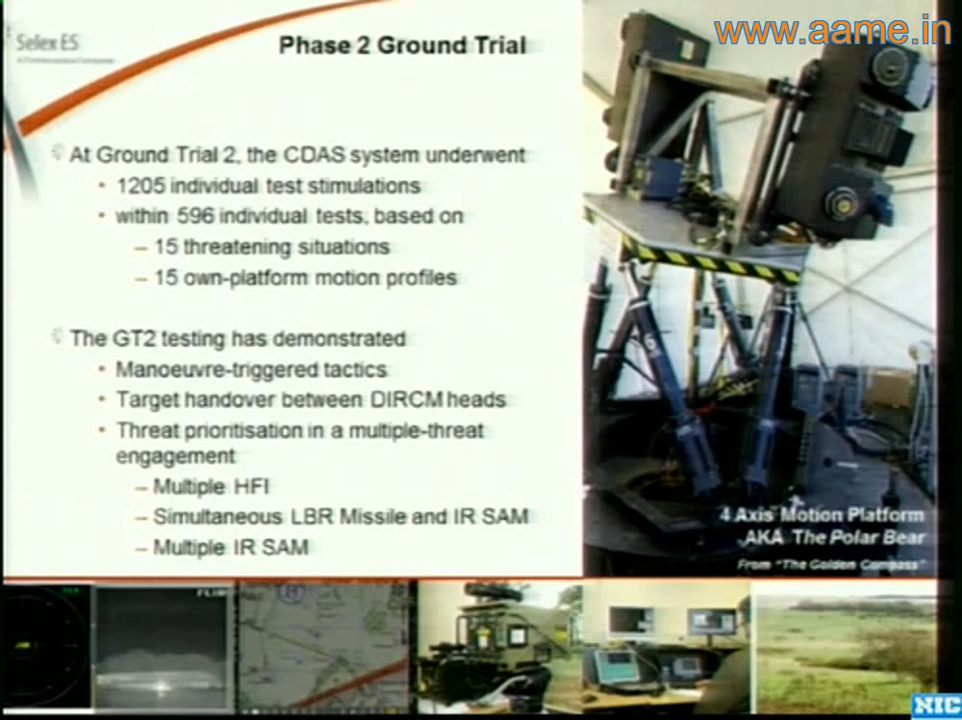 www.aame.in
Selex ES
Phase 2 Ground Trial
At Ground Trial 2, the CDAS system underwent
• 1205 individual test stimulations
• within 596 individual tests, based on
– 15 threatening situations
– 15 own-platform motion profiles
The GT2 testing has demonstrated
• Manoeuvre-triggered tactics
• Target handover between DIRCM heads
• Threat prioritisation in a multiple-threat
engagement
– Multiple HFI
– Simultaneous LBR Missile and IR SAM
– Multiple IR SAM
4 Axis Motion Platform
AKA The Polar Bear
From "The Golden Compass"
FLIR
NIC